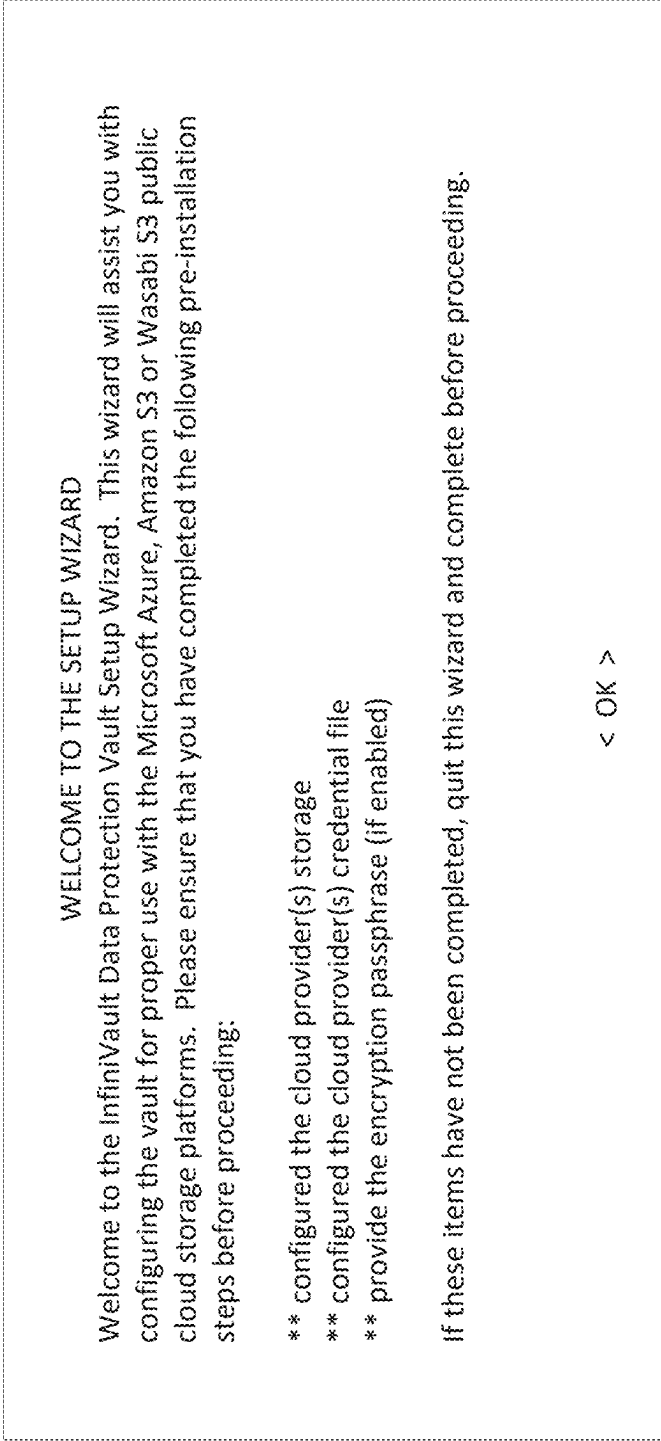 WELCOME TO THE SETUP WIZARD
Welcome to the InfiniVault Data Protection Vault Setup Wizard.  This wizard will assist you with
configuring the vault for proper use with the Microsoft Azure, Amazon S3 or Wasabi S3 public
cloud storage platforms.  Please ensure that you have completed the following pre-installation
steps before proceeding:
** configured the cloud provider(s) storage
** configured the cloud provider(s) credential file
** provide the encryption passphrase (if enabled)
If these items have not been completed, quit this wizard and complete before proceeding.
< OK >